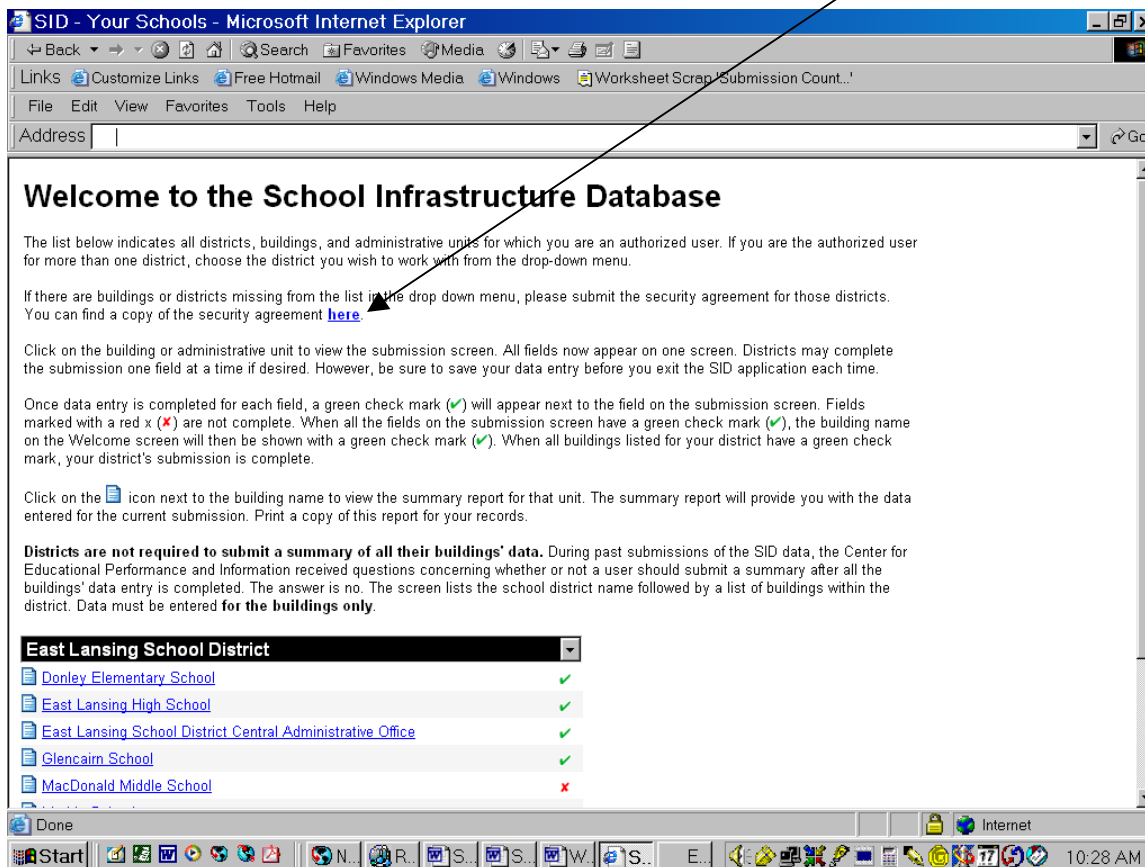 SID - Your Schools - Microsoft Internet Explorer
Back Search Favorites Media
Links Customize Links Free Hotmail Windows Media Windows Worksheet Scrap 'Submission Count...'
File Edit View Favorites Tools Help
Address Go
Welcome to the School Infrastructure Database
The list below indicates all districts, buildings, and administrative units for which you are an authorized user. If you are the authorized user
for more than one district, choose the district you wish to work with from the drop-down menu.
If there are buildings or districts missing from the list in the drop down menu, please submit the security agreement for those districts.
You can find a copy of the security agreement here.
Click on the building or administrative unit to view the submission screen. All fields now appear on one screen. Districts may complete
the submission one field at a time if desired. However, be sure to save your data entry before you exit the SID application each time.
Once data entry is completed for each field, a green check mark (✔) will appear next to the field on the submission screen. Fields
marked with a red x (✘) are not complete. When all the fields on the submission screen have a green check mark (✔), the building name
on the Welcome screen will then be shown with a green check mark (✔). When all buildings listed for your district have a green check
mark, your district's submission is complete.
Click on the icon next to the building name to view the summary report for that unit. The summary report will provide you with the data
entered for the current submission. Print a copy of this report for your records.
Districts are not required to submit a summary of all their buildings' data. During past submissions of the SID data, the Center for
Educational Performance and Information received questions concerning whether or not a user should submit a summary after all the
buildings' data entry is completed. The answer is no. The screen lists the school district name followed by a list of buildings within the
district. Data must be entered for the buildings only.
East Lansing School District
Donley Elementary School ✔
East Lansing High School ✔
East Lansing School District Central Administrative Office ✔
Glencairn School ✔
MacDonald Middle School ✘
Done Internet
Start N... R... S... S... W... S... E... 17 10:28 AM